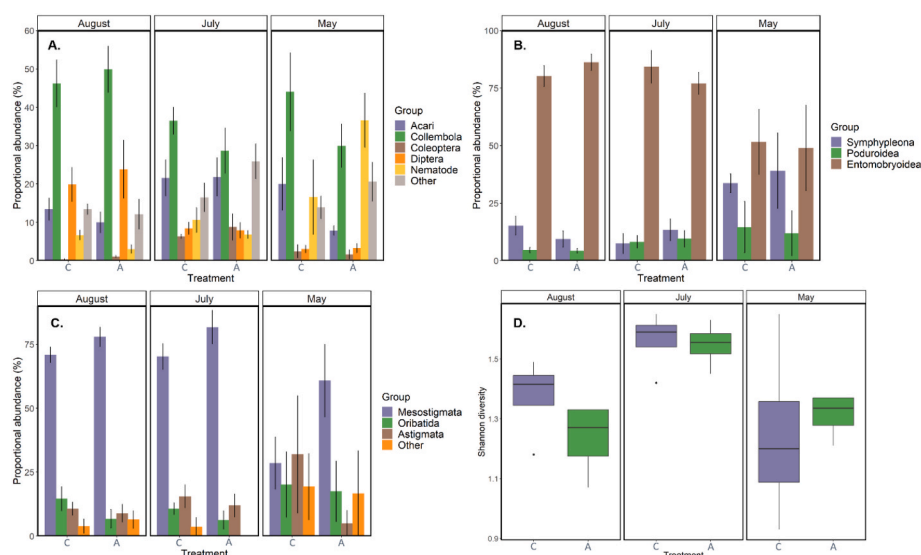 August July May
A.
Proportional abundance (%)
60
50
40
30
20
10
0
C A C A C A
Treatment
Group
Acari
Collembola
Coleoptera
Diptera
Nematode
Other
August July May
B.
Proportional abundance (%)
100
75
50
25
0
C A C A C A
Treatment
Group
Symphypleona
Poduroidea
Entomobryoidea
August July May
C.
Proportional abundance (%)
75
50
25
0
C A C A C A
Treatment
Group
Mesostigmata
Oribatida
Astigmata
Other
August July May
D.
Shannon diversity
1.5
1.3
1.1
0.9
C A C A C A
Treatment